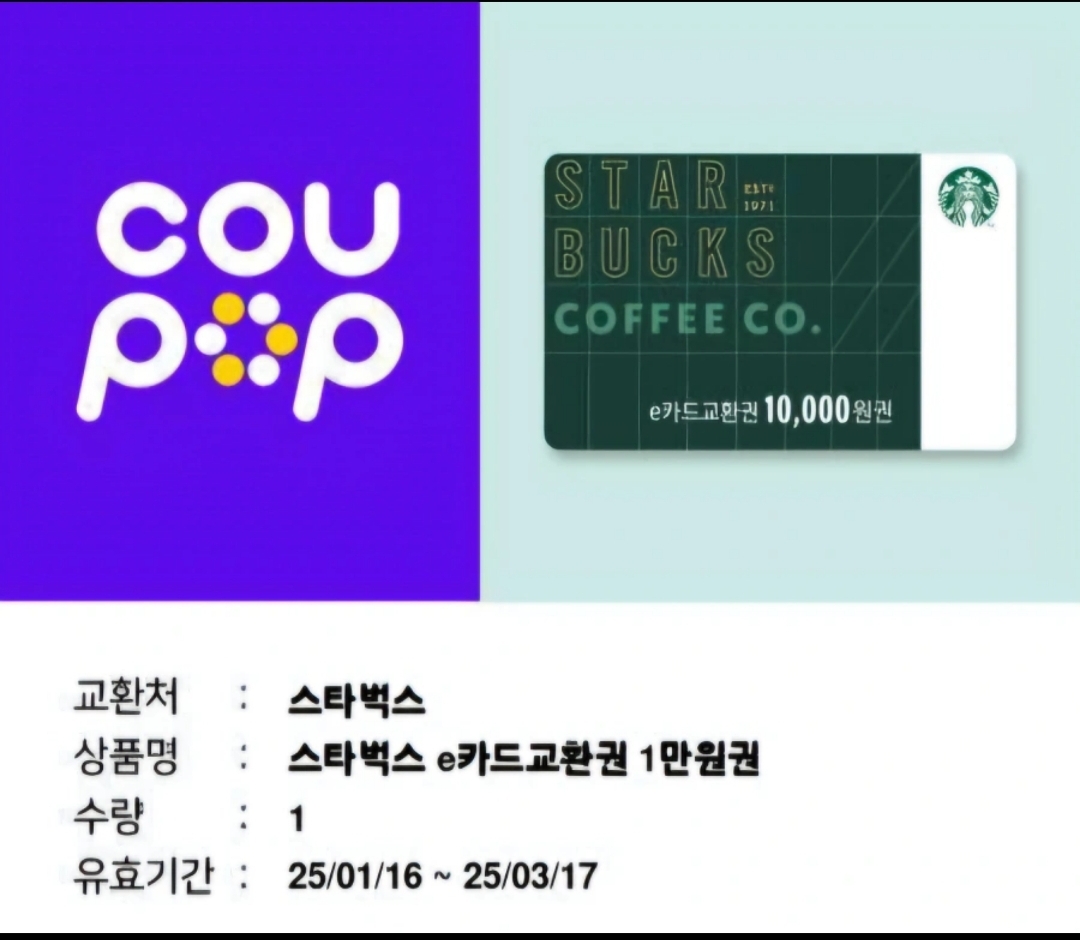 cou
pop
STAR
ESTD
1971
BUCKS
COFFEE CO.
e카드교환권 10,000원권
교환처 : 스타벅스
상품명 : 스타벅스 e카드교환권 1만원권
수량 : 1
유효기간 : 25/01/16 ~ 25/03/17